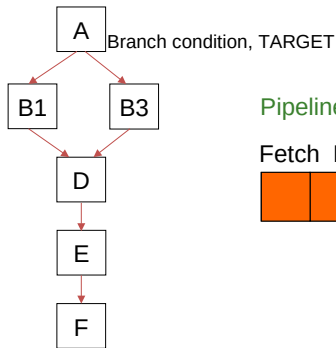 A
Branch condition, TARGET
B1 B3
Pipeline
Fetch
D
E
F